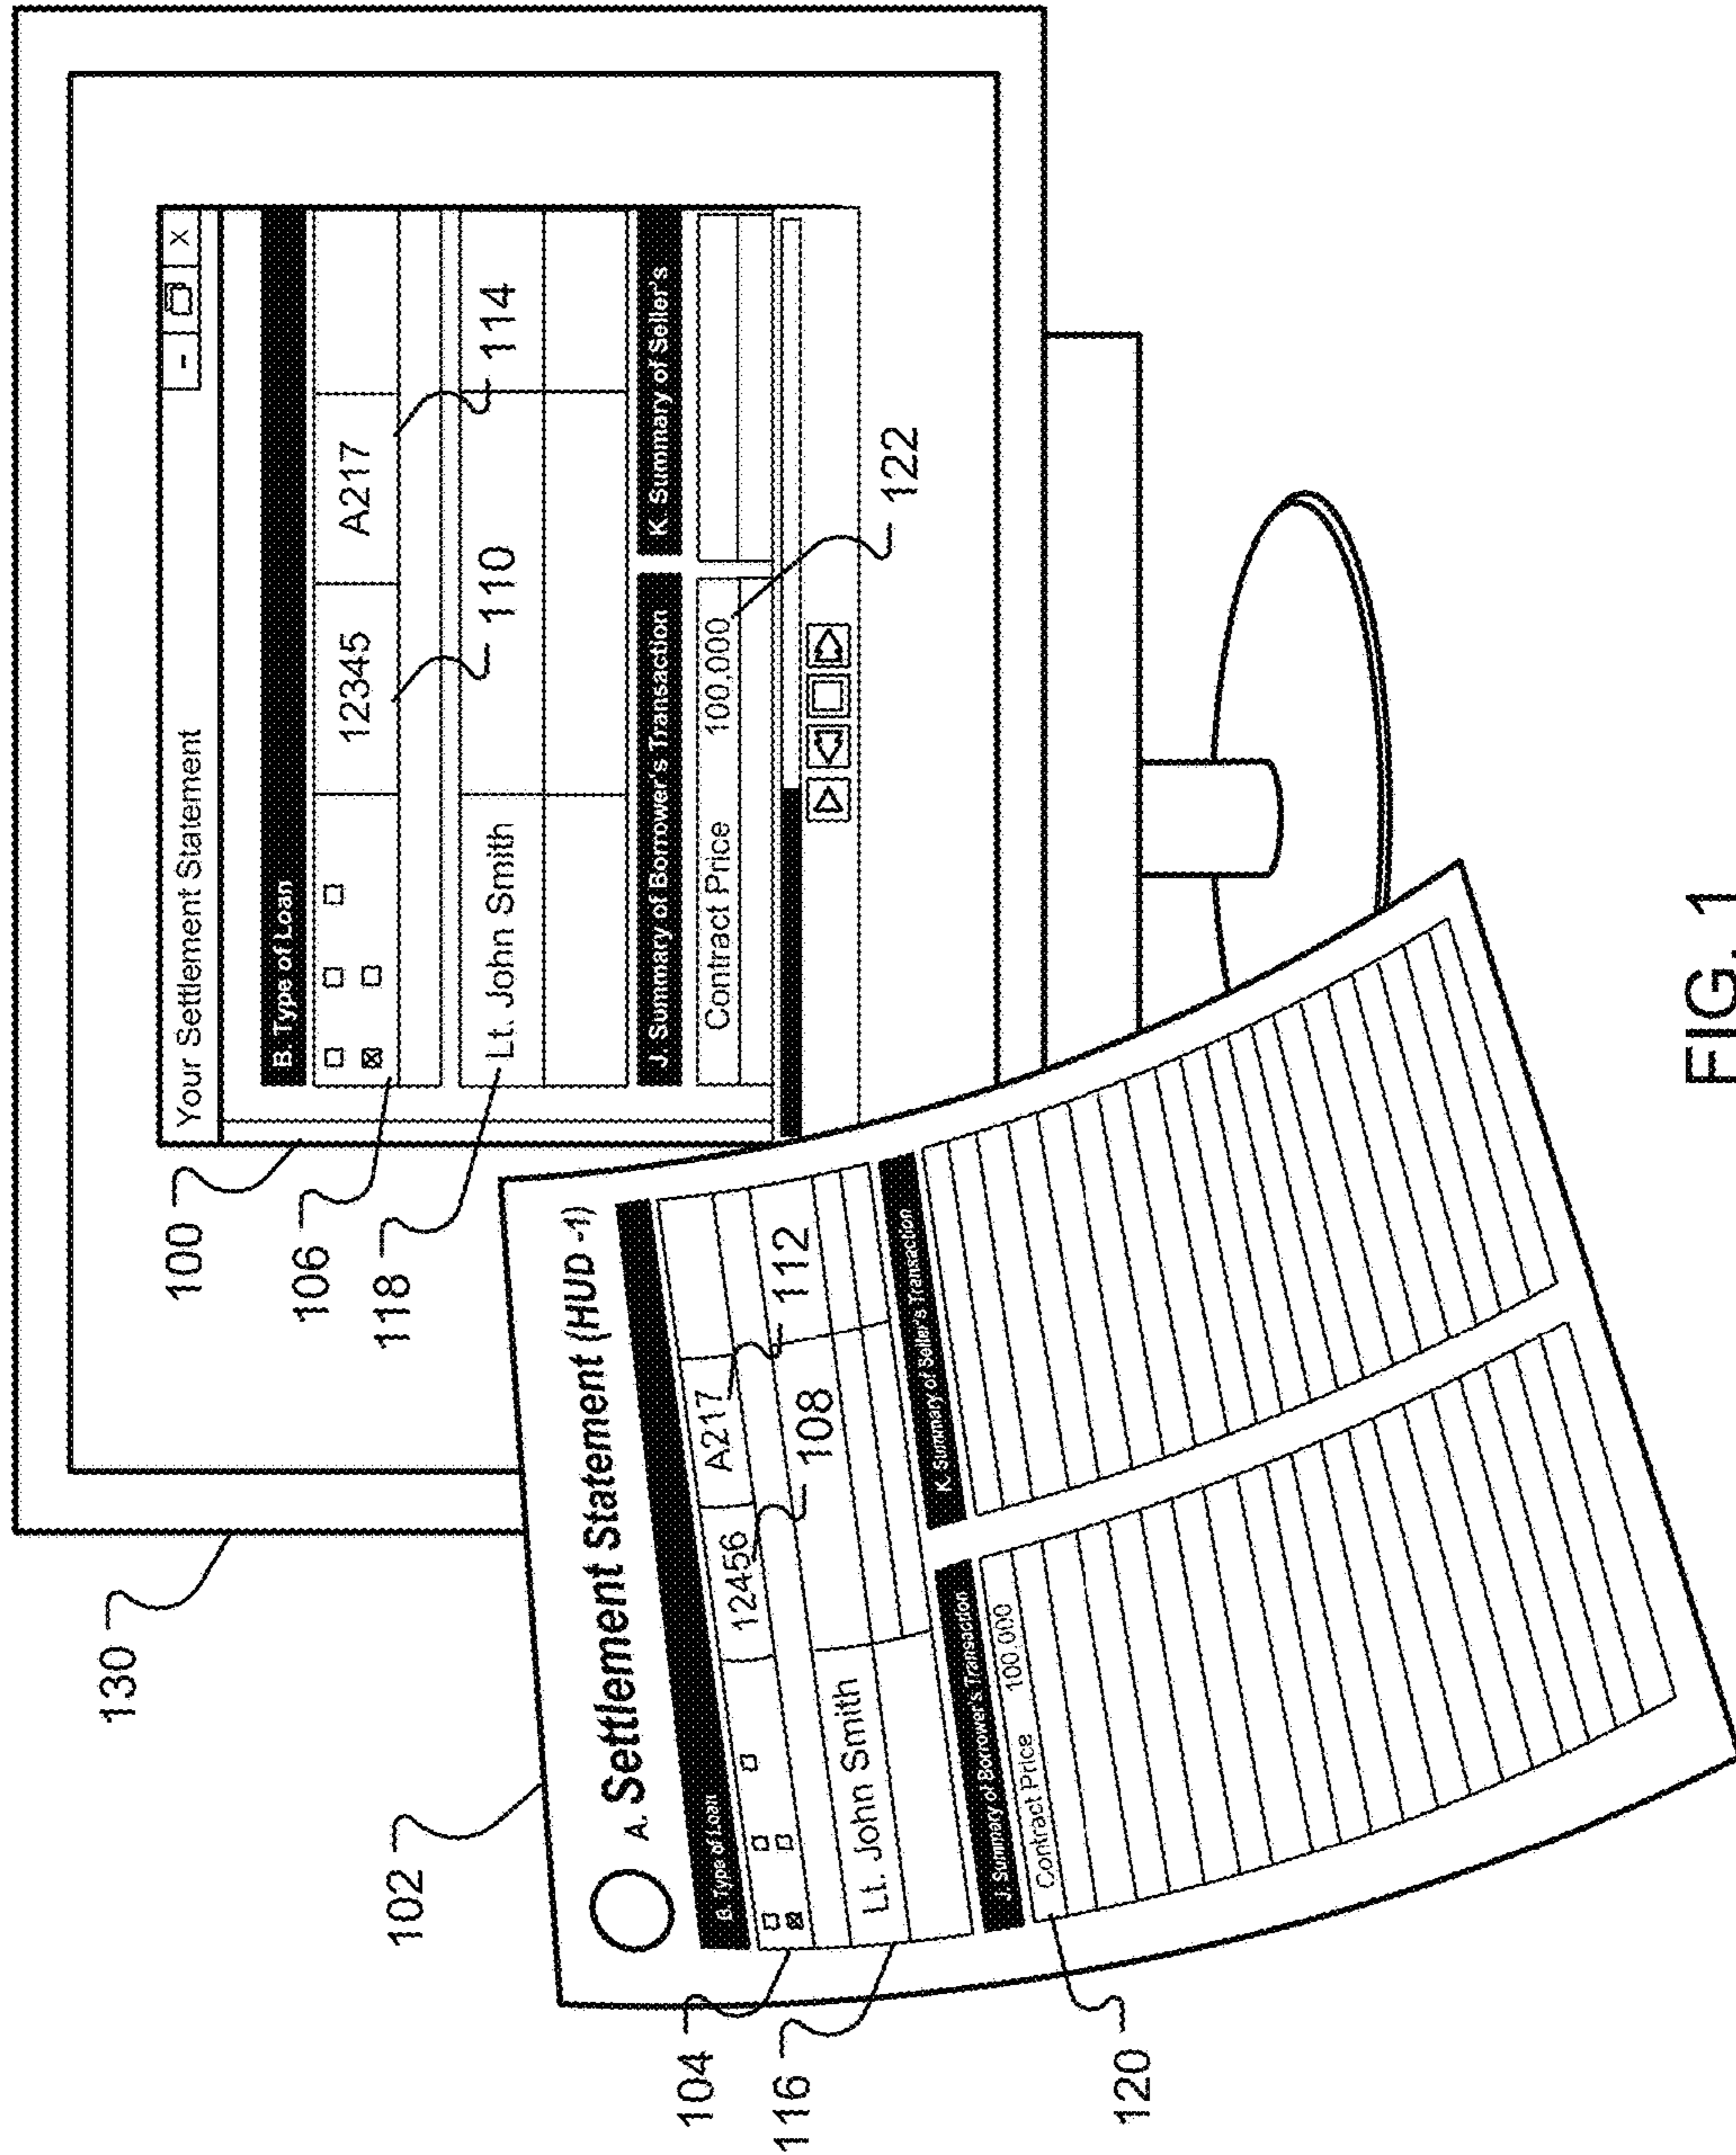 130
100
Your Settlement Statement
- X
106
B. Type of Loan
12345 A217
118
Lt. John Smith
110 114
J. Summary of Borrower's Transaction K. Summary of Seller's
Contract Price 100,000
122
102
A. Settlement Statement (HUD -1)
B. Type of Loan
12456 A217
104
108 112
116
Lt. John Smith
J. Summary of Borrower's Transaction K. Summary of Seller's Transaction
Contract Price 100,000
120
FIG. 1